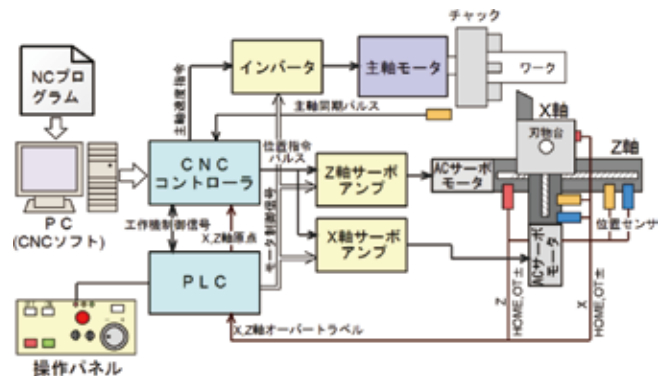 チャック
NCプロ
グラム
インバータ
主軸モータ
ワーク
主軸速度指令
主軸同期パルス
X軸
刃物台
Z軸
位置指令
パルス
CNC
コントローラ
Z軸サーボ
アンプ
ACサーボ
モータ
PC
(CNCソフト)
工作機制御信号
X,Z軸原点
モータ制御信号
X軸サーボ
アンプ
位置センサ
ACサーボ
モータ
PLC
Z
HOME,OT±
X
HOME,OT±
X,Z軸オーバートラベル
操作パネル